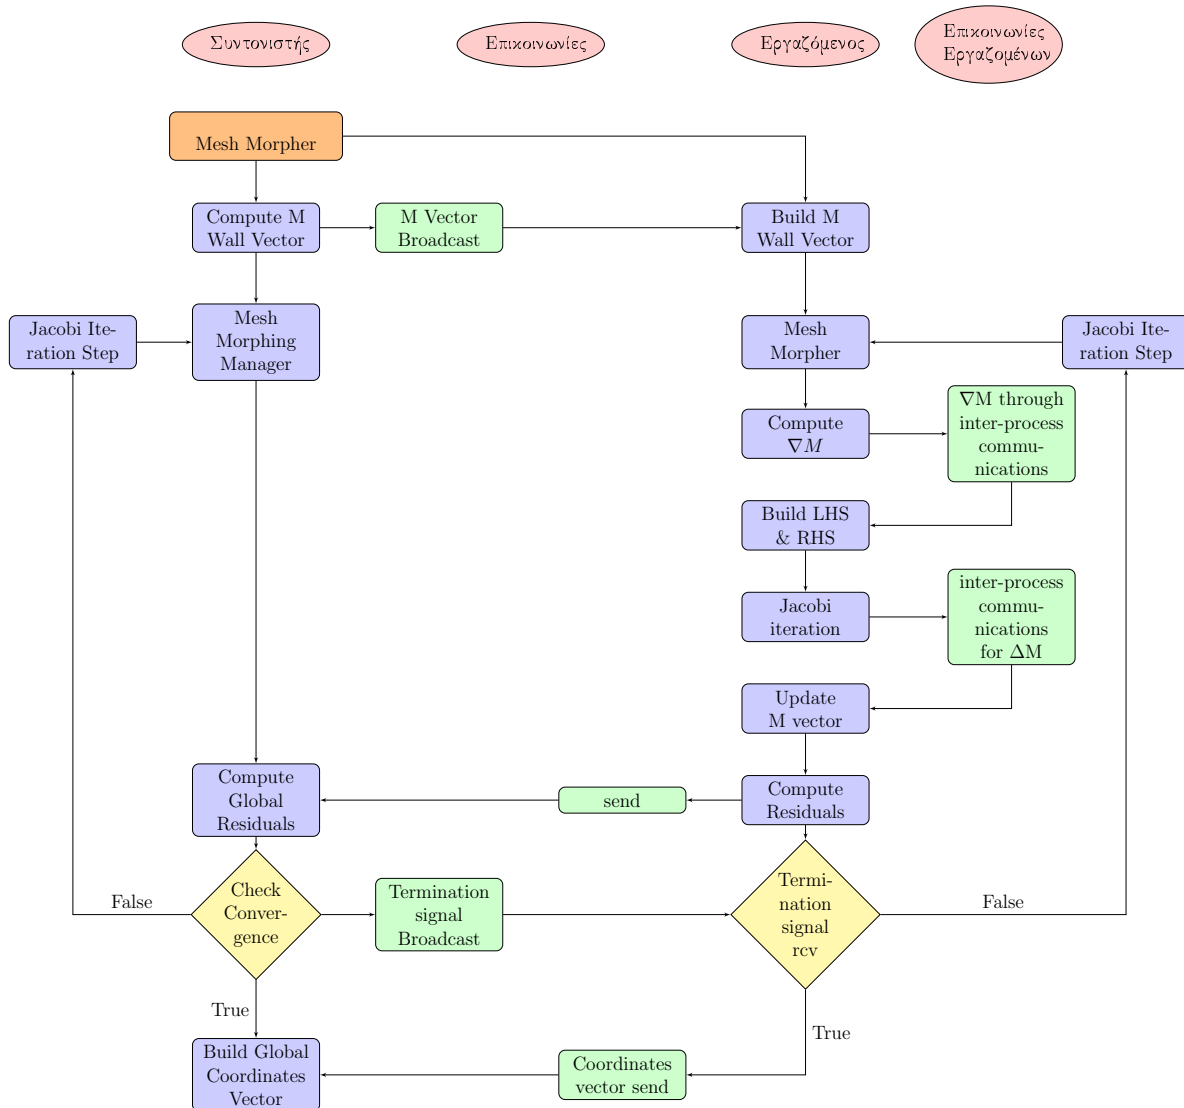 Συντονιστής
Επικοινωνίες
Εργαζόμενος
Επικοινωνίες
Εργαζομένων
Mesh Morpher
Compute M
Wall Vector
M Vector
Broadcast
Build M
Wall Vector
Jacobi Ite-
ration Step
Mesh
Morphing
Manager
Mesh
Morpher
Jacobi Ite-
ration Step
Compute
∇M
∇M through
inter-process
commu-
nications
Build LHS
& RHS
Jacobi
iteration
inter-process
commu-
nications
for ΔM
Update
M vector
Compute
Global
Residuals
send
Compute
Residuals
False
Check
Conver-
gence
Termination
signal
Broadcast
Termi-
nation
signal
rcv
False
True
True
Build Global
Coordinates
Vector
Coordinates
vector send